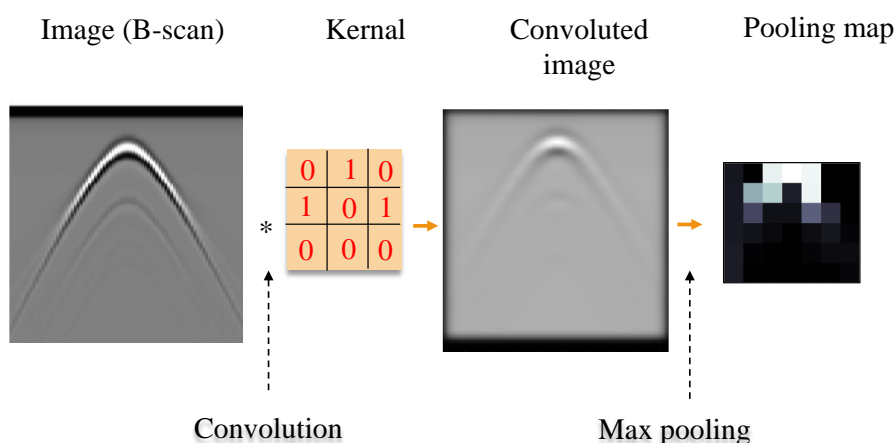 Image (B-scan)
Kernal
Convoluted
image
Pooling map
0 1 0
1 0 1
0 0 0
*
Convolution
Max pooling